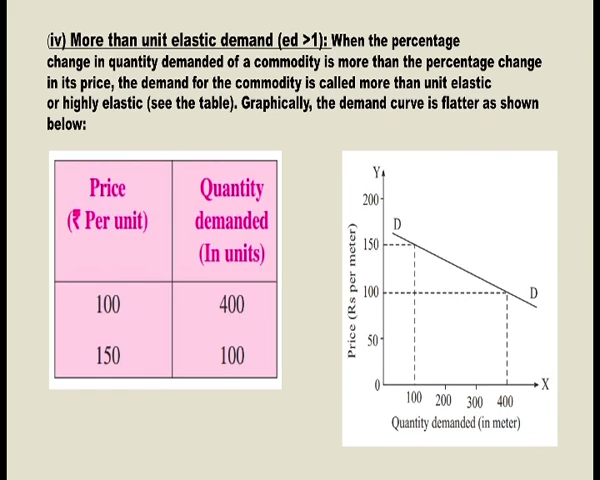 (iv) More than unit elastic demand (ed >1): When the percentage
change in quantity demanded of a commodity is more than the percentage change
in its price, the demand for the commodity is called more than unit elastic
or highly elastic (see the table). Graphically, the demand curve is flatter as shown
below:
Price
(₹ Per unit)
Quantity
demanded
(In units)
100 400
150 100
Y
200
D
150
100
D
50
0
X
100 200 300 400
Price (Rs per meter)
Quantity demanded (in meter)